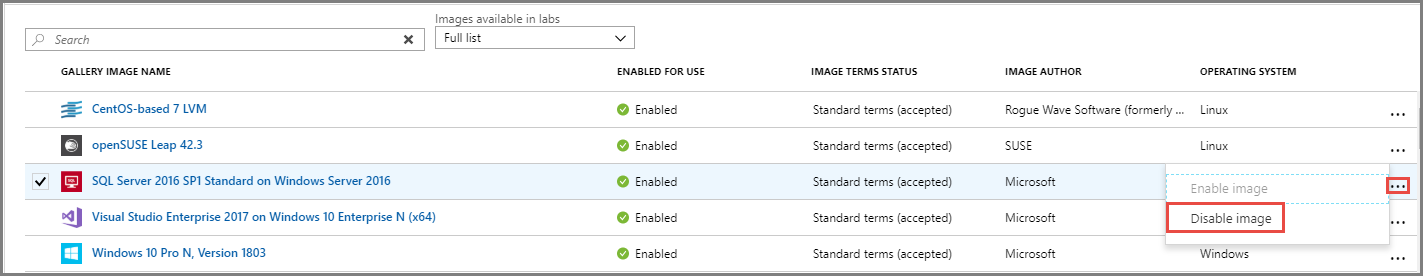 Images available in labs
Search
Full list
GALLERY IMAGE NAME ENABLED FOR USE IMAGE TERMS STATUS IMAGE AUTHOR OPERATING SYSTEM
CentOS-based 7 LVM Enabled Standard terms (accepted) Rogue Wave Software (formerly ... Linux ...
openSUSE Leap 42.3 Enabled Standard terms (accepted) SUSE Linux ...
SQL SQL Server 2016 SP1 Standard on Windows Server 2016 Enabled Standard terms (accepted) Microsoft ...
Enable image
Visual Studio Enterprise 2017 on Windows 10 Enterprise N (x64) Enabled Standard terms (accepted) Microsoft ...
Disable image
Windows 10 Pro N, Version 1803 Enabled Standard terms (accepted) Microsoft Windows ...